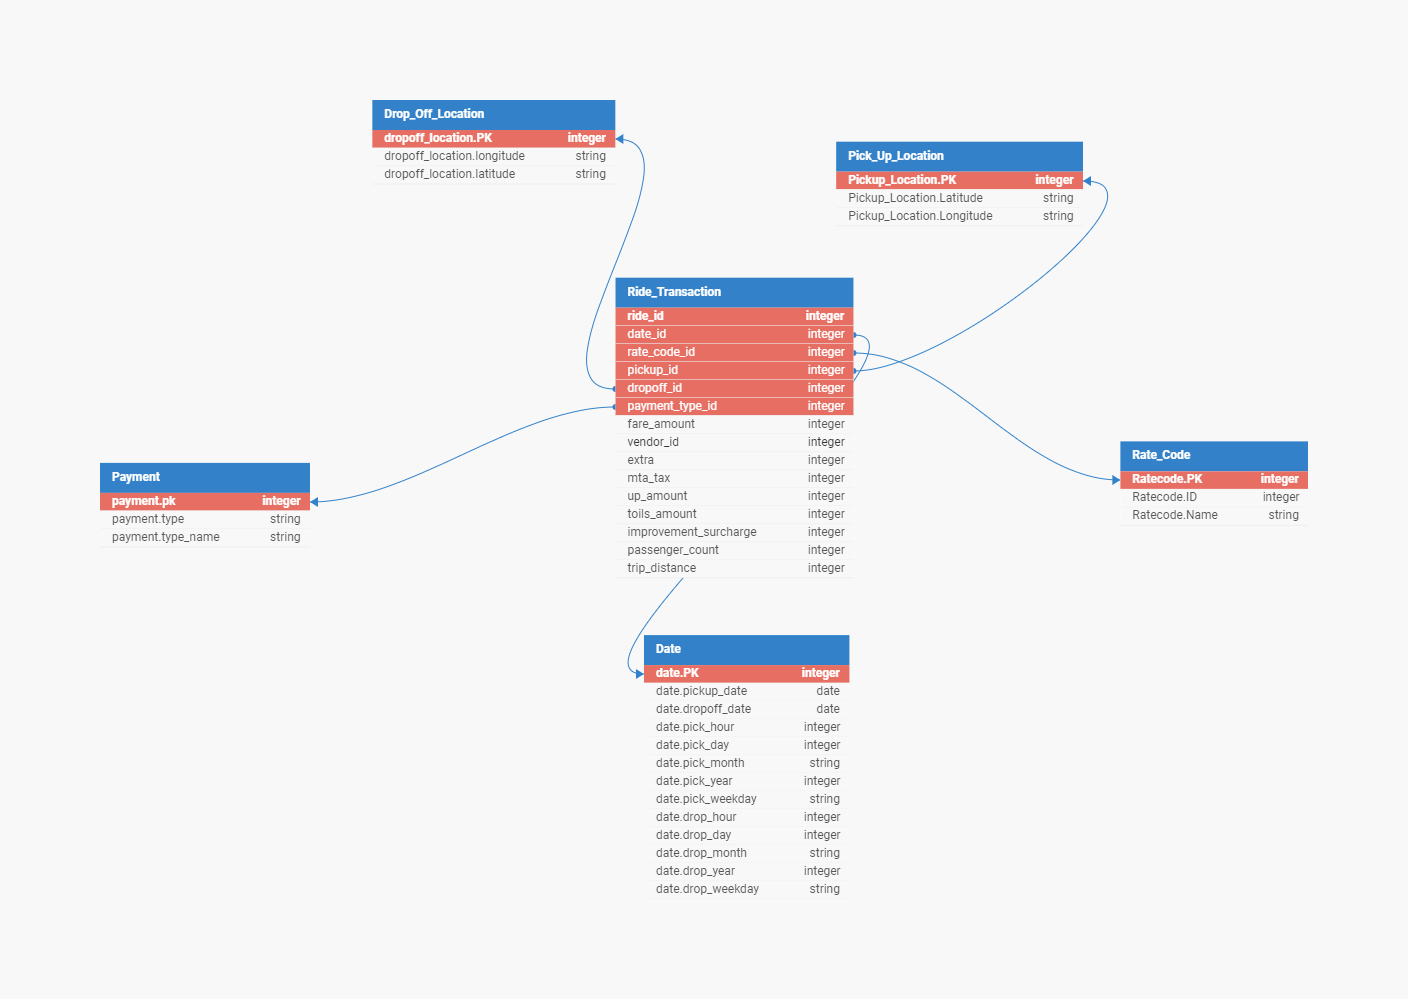 Drop_Off_Location
dropoff_location.PK integer
dropoff_location.longitude string
dropoff_location.latitude string
Pick_Up_Location
Pickup_Location.PK integer
Pickup_Location.Latitude string
Pickup_Location.Longitude string
Ride_Transaction
ride_id integer
date_id integer
rate_code_id integer
pickup_id integer
dropoff_id integer
payment_type_id integer
fare_amount integer
vendor_id integer
extra integer
mta_tax integer
up_amount integer
toils_amount integer
improvement_surcharge integer
passenger_count integer
trip_distance integer
Payment
payment.pk integer
payment.type string
payment.type_name string
Rate_Code
Ratecode.PK integer
Ratecode.ID integer
Ratecode.Name string
Date
date.PK integer
date.pickup_date date
date.dropoff_date date
date.pick_hour integer
date.pick_day integer
date.pick_month string
date.pick_year integer
date.pick_weekday string
date.drop_hour integer
date.drop_day integer
date.drop_month string
date.drop_year integer
date.drop_weekday string